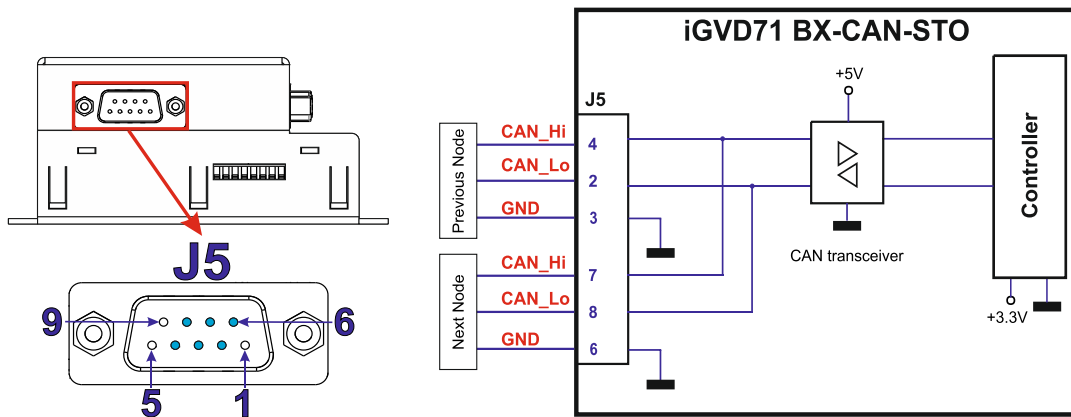 iGVD71 BX-CAN-STO
+5V
J5
CAN_Hi
4
CAN_Lo
2
GND
3
Previous Node
CAN transceiver
Controller
CAN_Hi
7
CAN_Lo
8
GND
6
Next Node
+3.3V
J5
9
6
5
1